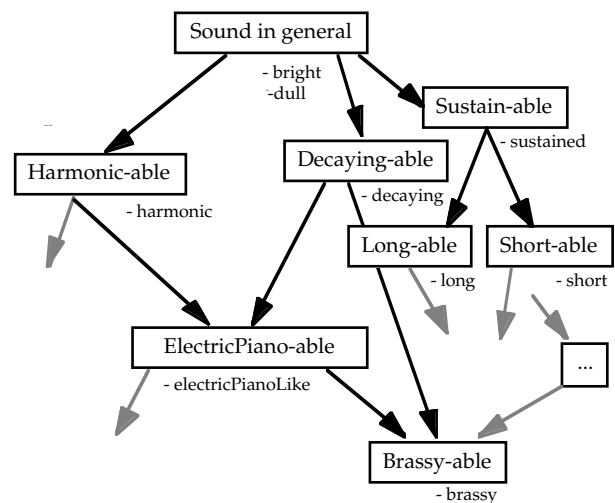 Sound in general
- bright
-dull
Sustain-able
- sustained
Harmonic-able
- harmonic
Decaying-able
- decaying
Long-able
- long
Short-able
- short
ElectricPiano-able
- electricPianoLike
...
Brassy-able
- brassy